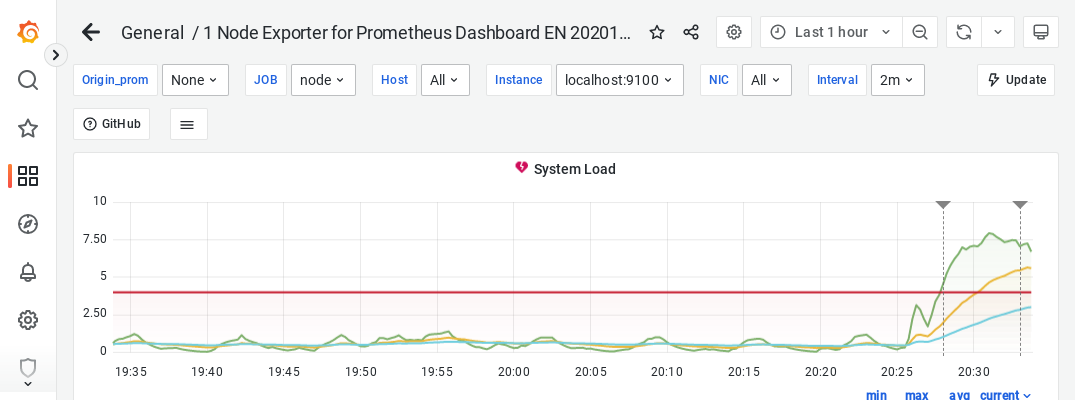 General / 1 Node Exporter for Prometheus Dashboard EN 20201...
Last 1 hour
Origin_prom None JOB node Host All Instance localhost:9100 NIC All Interval 2m Update
GitHub
System Load
10
7.50
5
2.50
0
19:35 19:40 19:45 19:50 19:55 20:00 20:05 20:10 20:15 20:20 20:25 20:30
min max avg current